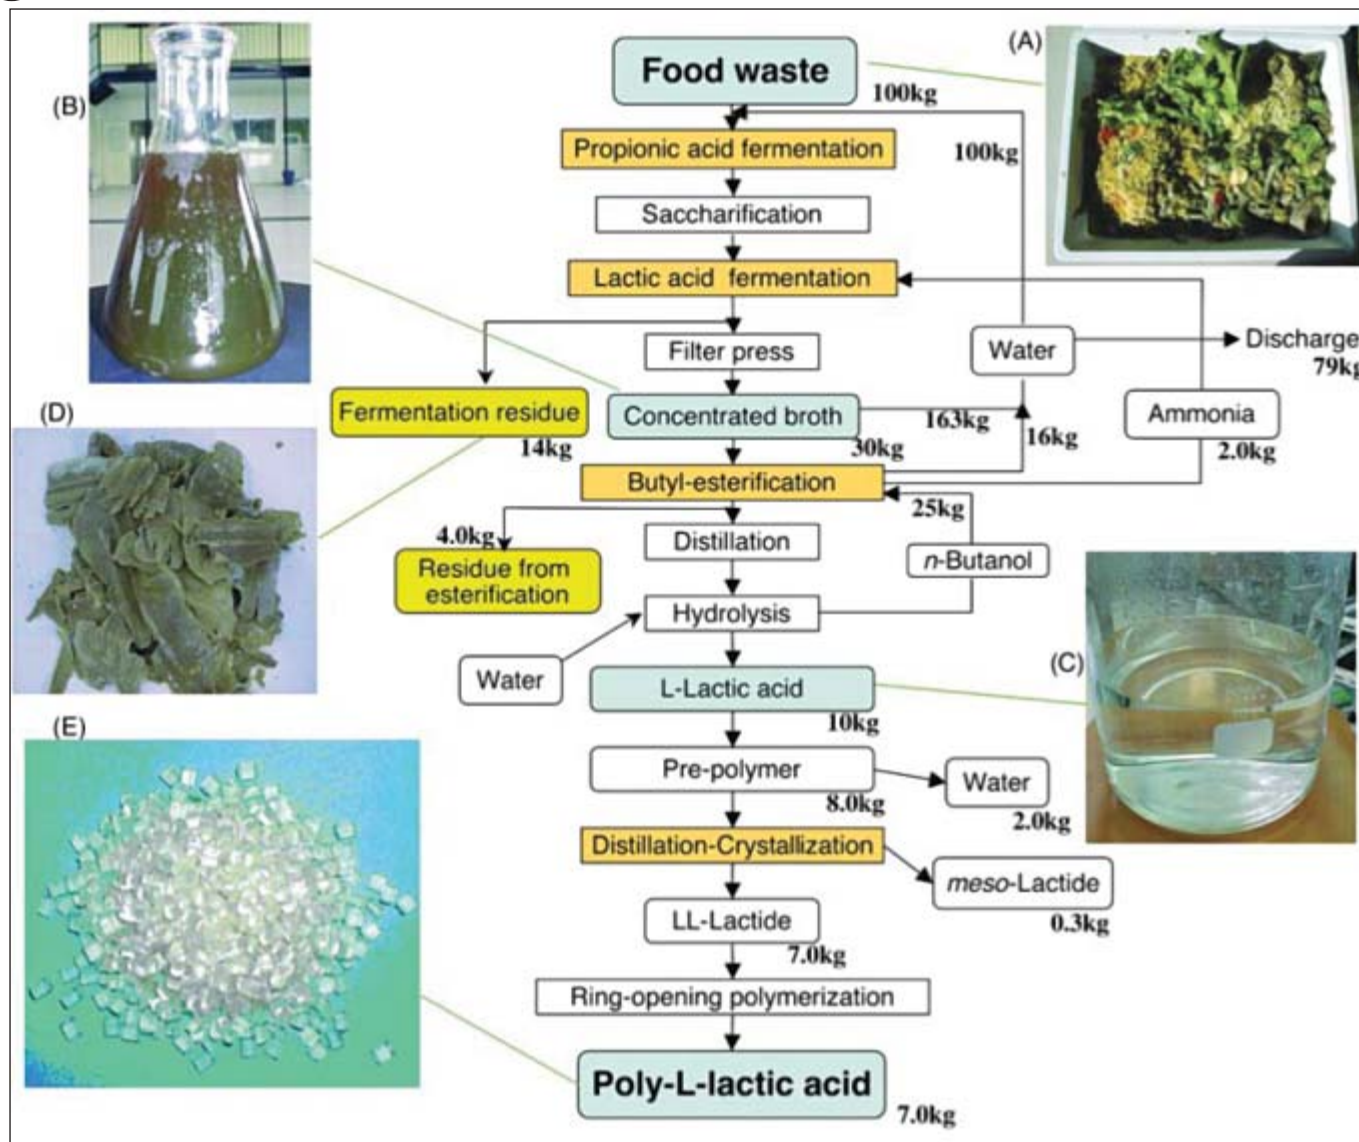 (A)
Food waste
100kg
(B)
Propionic acid fermentation
100kg
Saccharification
Lactic acid fermentation
Water
Discharge
79kg
Filter press
Fermentation residue
14kg
Concentrated broth
30kg
163kg
16kg
Ammonia
2.0kg
(D)
Butyl-esterification
25kg
4.0kg
Distillation
n-Butanol
Residue from
esterification
Hydrolysis
Water
L-Lactic acid
10kg
(C)
Pre-polymer
8.0kg
Water
2.0kg
(E)
Distillation-Crystallization
meso-Lactide
0.3kg
LL-Lactide
7.0kg
Ring-opening polymerization
Poly-L-lactic acid
7.0kg